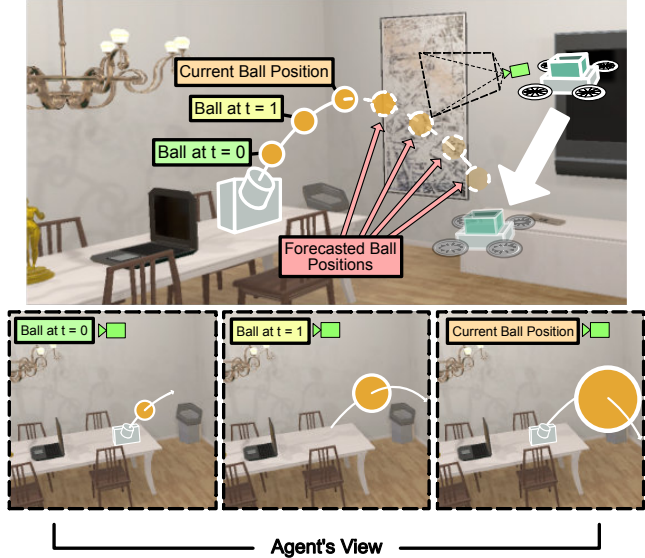 Current Ball Position
Ball at t = 1
Ball at t = 0
Forecasted Ball
Positions
Ball at t = 0
Ball at t = 1
Current Ball Position
Agent's View